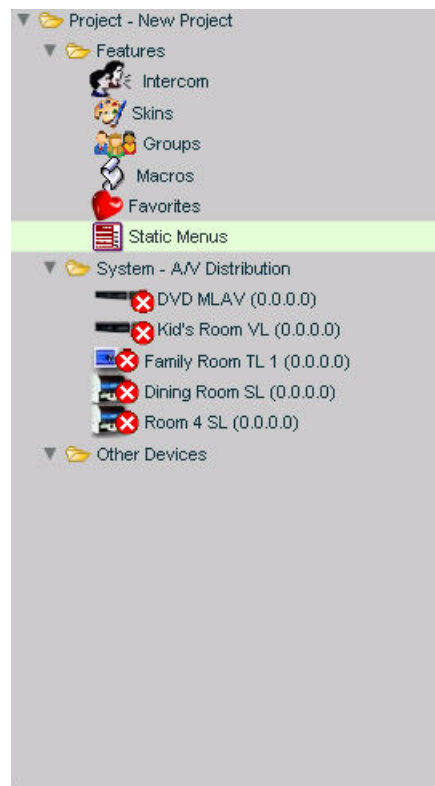 Project - New Project
Features
Intercom
Skins
Groups
Macros
Favorites
Static Menus
System - A/V Distribution
DVD MLAV (0.0.0.0)
Kid's Room VL (0.0.0.0)
Family Room TL 1 (0.0.0.0)
Dining Room SL (0.0.0.0)
Room 4 SL (0.0.0.0)
Other Devices